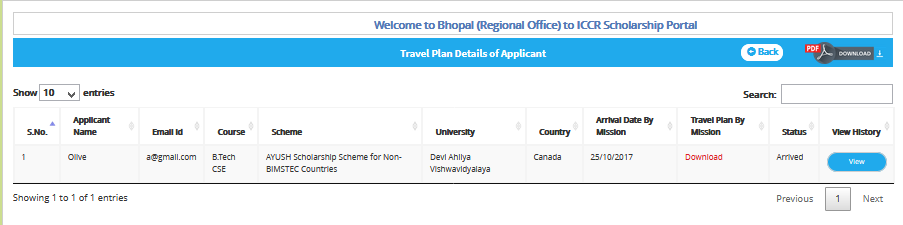 Welcome to Bhopal (Regional Office) to ICCR Scholarship Portal
Travel Plan Details of Applicant
Back
PDF DOWNLOAD
Show 10 entries
Search:
S.No. Applicant Name Email Id Course Scheme University Country Arrival Date By Mission Travel Plan By Mission Status View History
1 Olive a@gmail.com B.Tech CSE AYUSH Scholarship Scheme for Non-BIMSTEC Countries Devi Ahilya Vishwavidyalaya Canada 25/10/2017 Download Arrived View
Showing 1 to 1 of 1 entries
Previous 1 Next